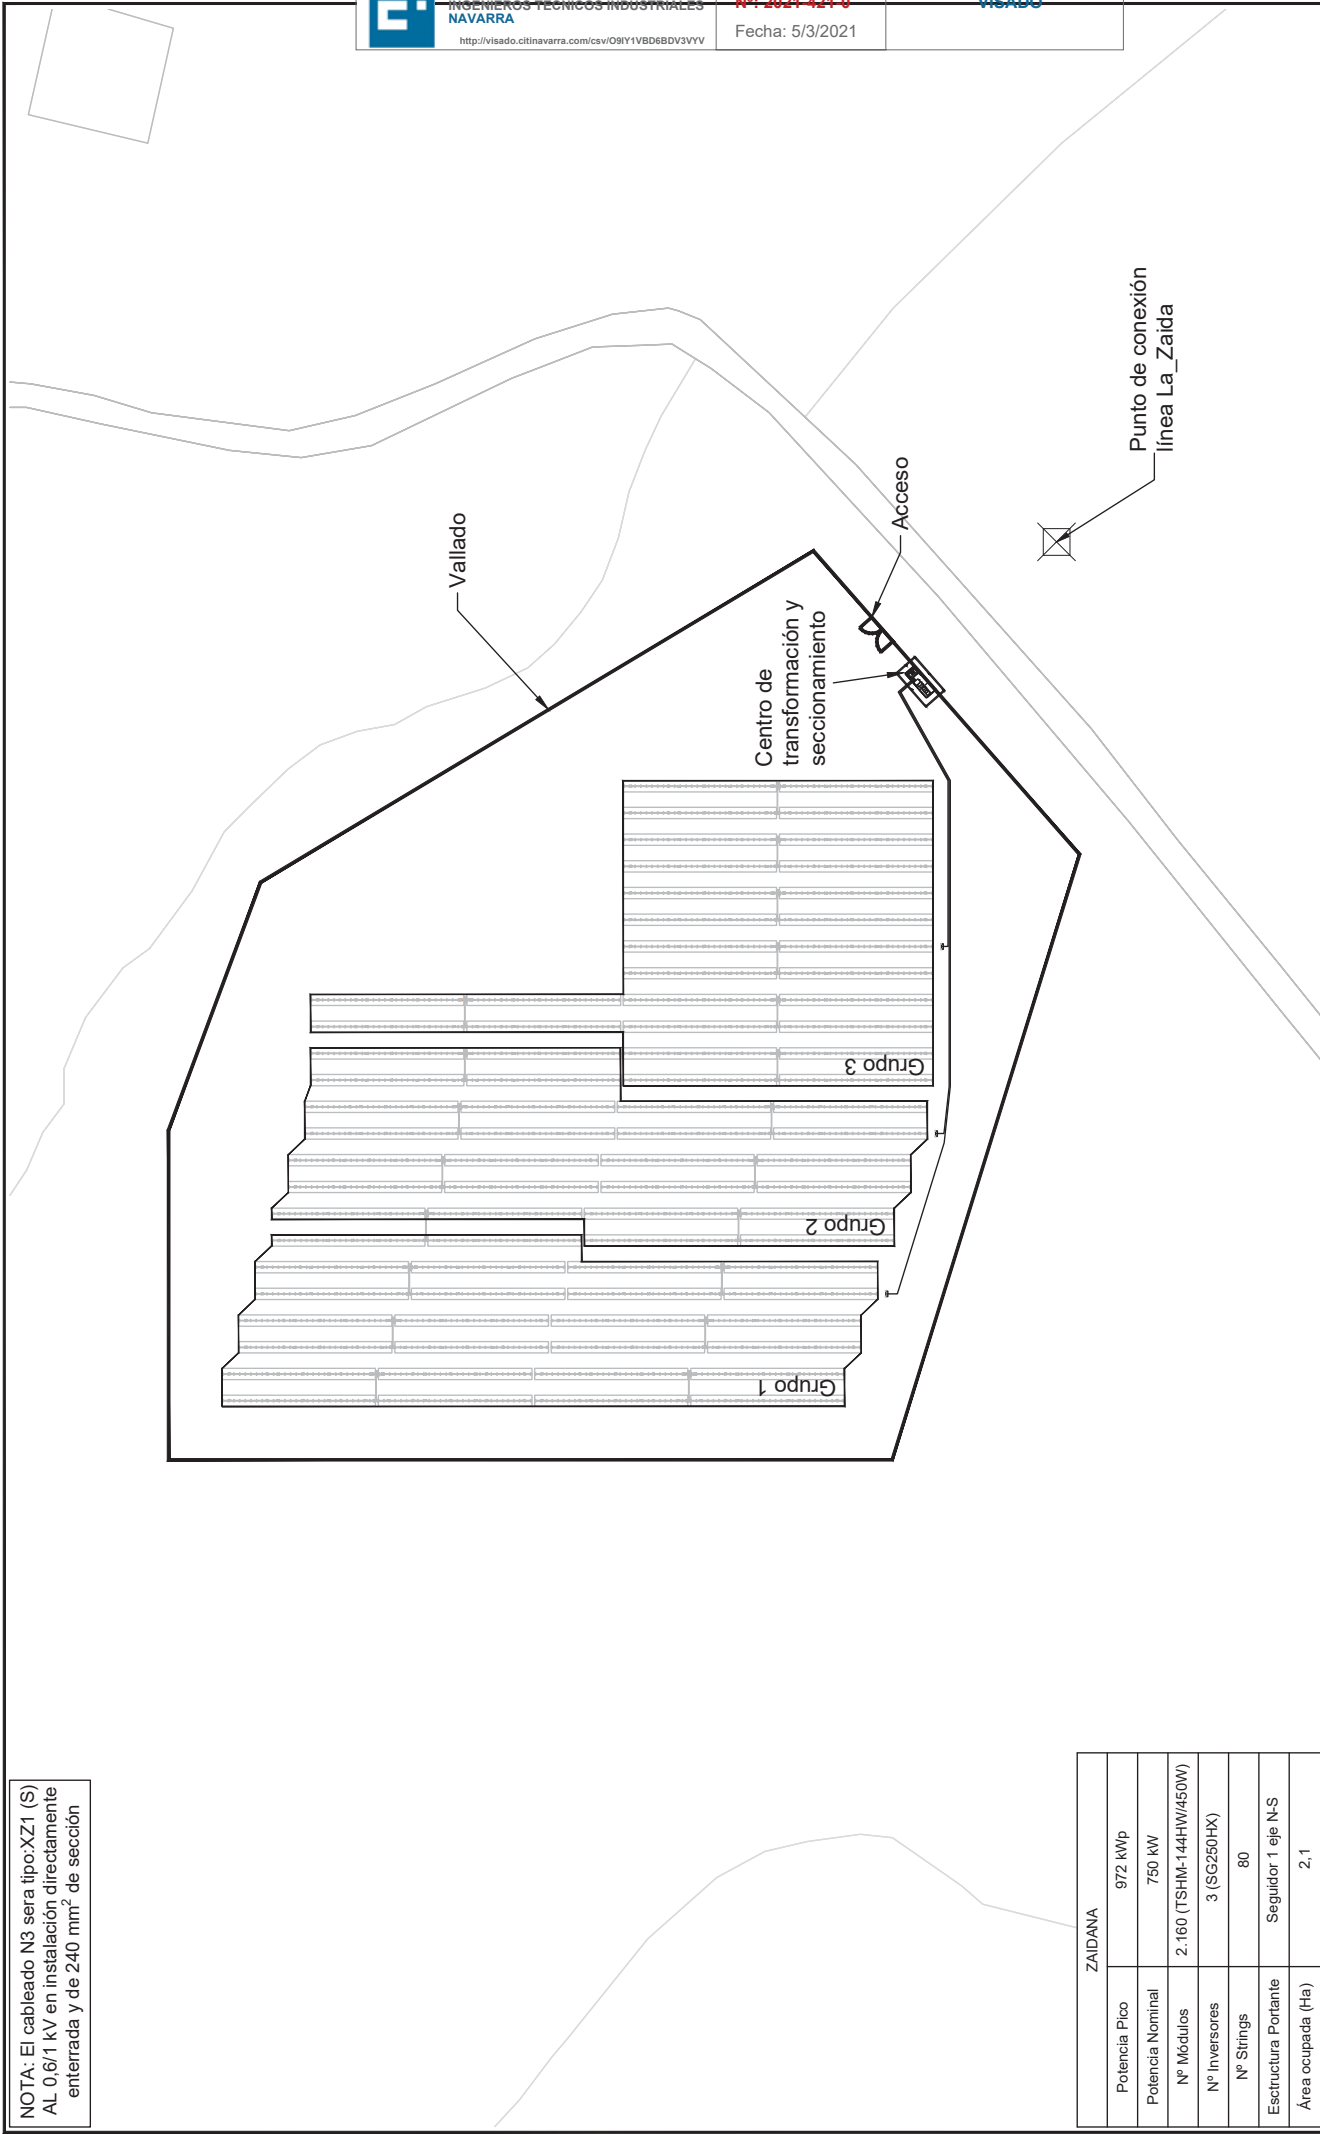 INGENIEROS TÉCNICOS INDUSTRIALES
NAVARRA
http://visado.citinavarra.com/csv/O9IY1VBD6BDV3VYV
Nº: 2021-421-0
Fecha: 5/3/2021
VISADO
NOTA: El cableado N3 sera tipo:XZ1 (S)
AL 0,6/1 kV en instalación directamente
enterrada y de 240 mm² de sección
Vallado
Acceso
Punto de conexión
línea La_Zaida
Centro de
transformación y
seccionamiento
Grupo 3
Grupo 2
Grupo 1
ZAIDANA
Potencia Pico 972 kWp
Potencia Nominal 750 kW
Nº Módulos 2.160 (TSHM-144HW/450W)
Nº Inversores 3 (SG250HX)
Nº Strings 80
Esctructura Portante Seguidor 1 eje N-S
Área ocupada (Ha) 2,1